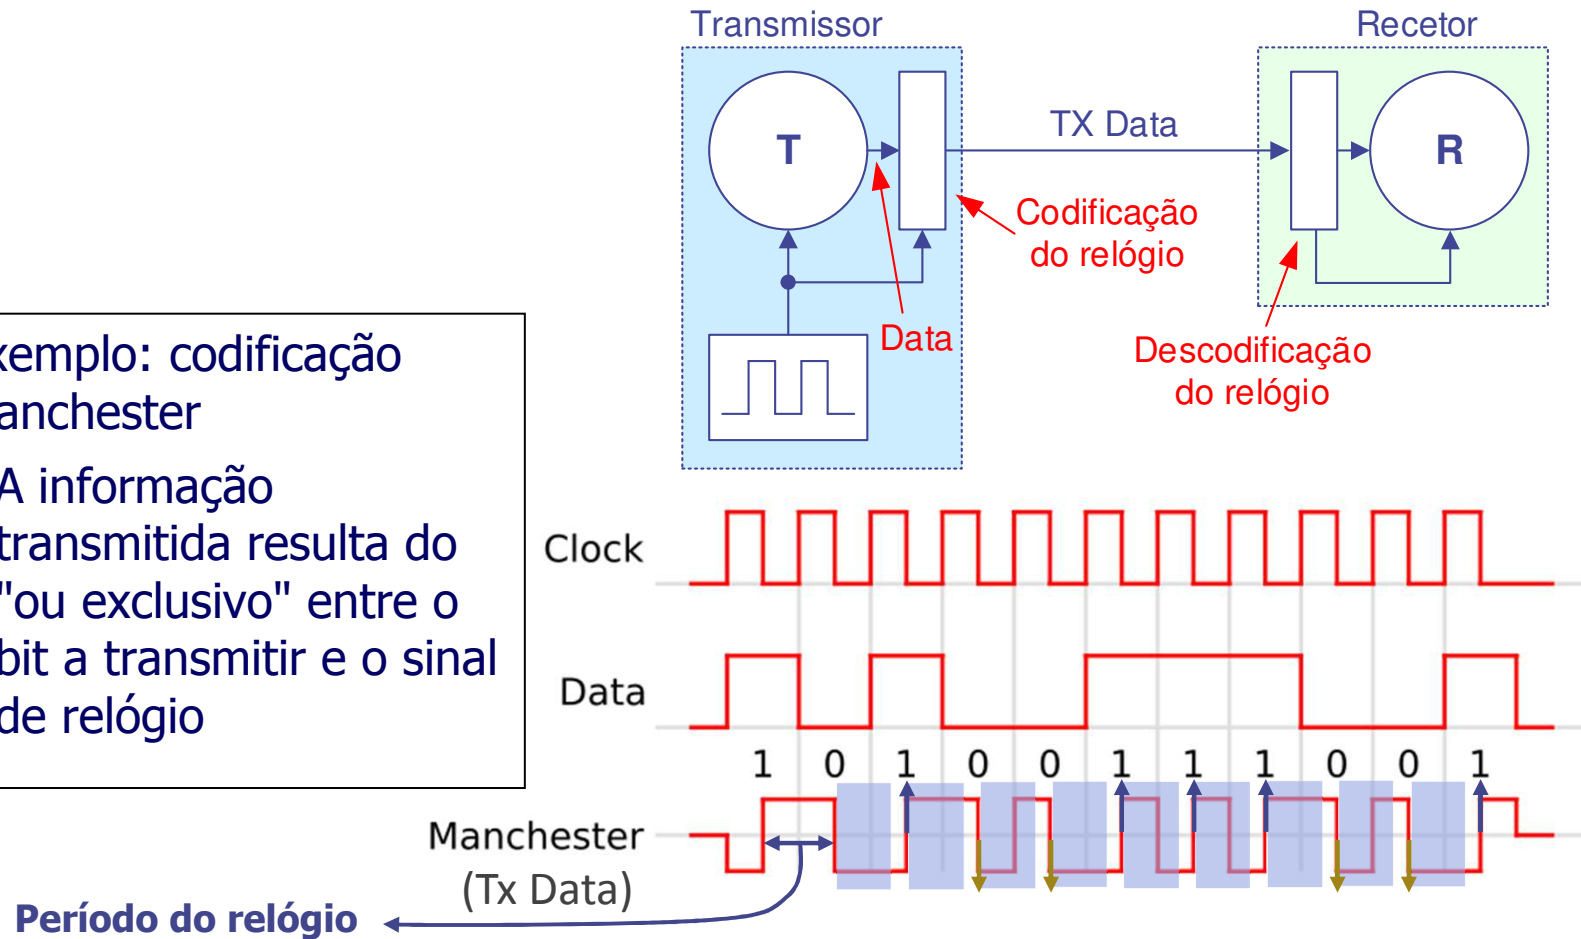 Transmissor
Recetor
T
TX Data
R
Codificação
do relógio
Data
Descodificação
do relógio
xemplo: codificação
anchester
A informação
transmitida resulta do
"ou exclusivo" entre o
bit a transmitir e o sinal
de relógio
Clock
Data
1 0 1 0 0 1 1 1 0 0 1
Manchester
(Tx Data)
Período do relógio